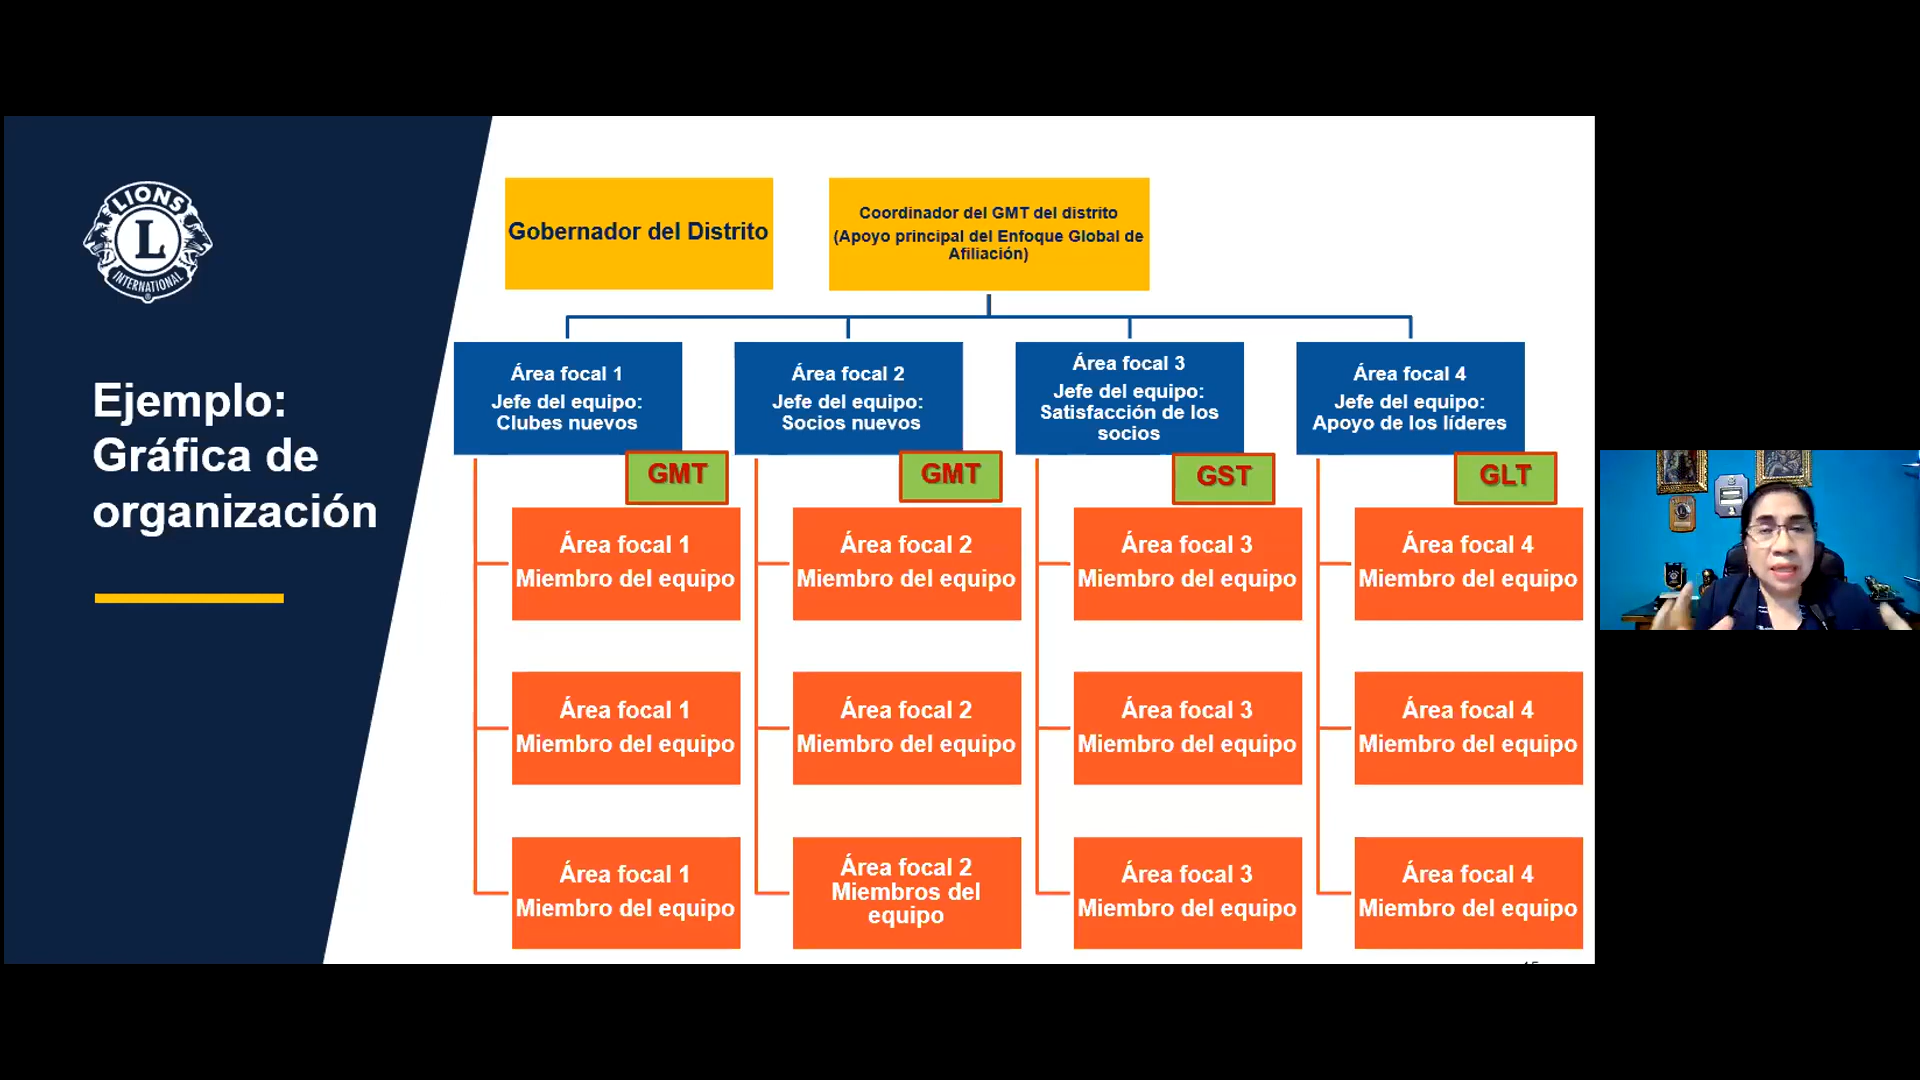 LIONS
L
INTERNATIONAL
®
Ejemplo:
Gráfica de
organización
Gobernador del Distrito
Coordinador del GMT del distrito
(Apoyo principal del Enfoque Global de
Afiliación)
Área focal 1
Jefe del equipo:
Clubes nuevos
GMT
Área focal 2
Jefe del equipo:
Socios nuevos
GMT
Área focal 3
Jefe del equipo:
Satisfacción de los
socios
GST
Área focal 4
Jefe del equipo:
Apoyo de los líderes
GLT
Área focal 1
Miembro del equipo
Área focal 2
Miembro del equipo
Área focal 3
Miembro del equipo
Área focal 4
Miembro del equipo
Área focal 1
Miembro del equipo
Área focal 2
Miembro del equipo
Área focal 3
Miembro del equipo
Área focal 4
Miembro del equipo
Área focal 1
Miembro del equipo
Área focal 2
Miembros del
equipo
Área focal 3
Miembro del equipo
Área focal 4
Miembro del equipo